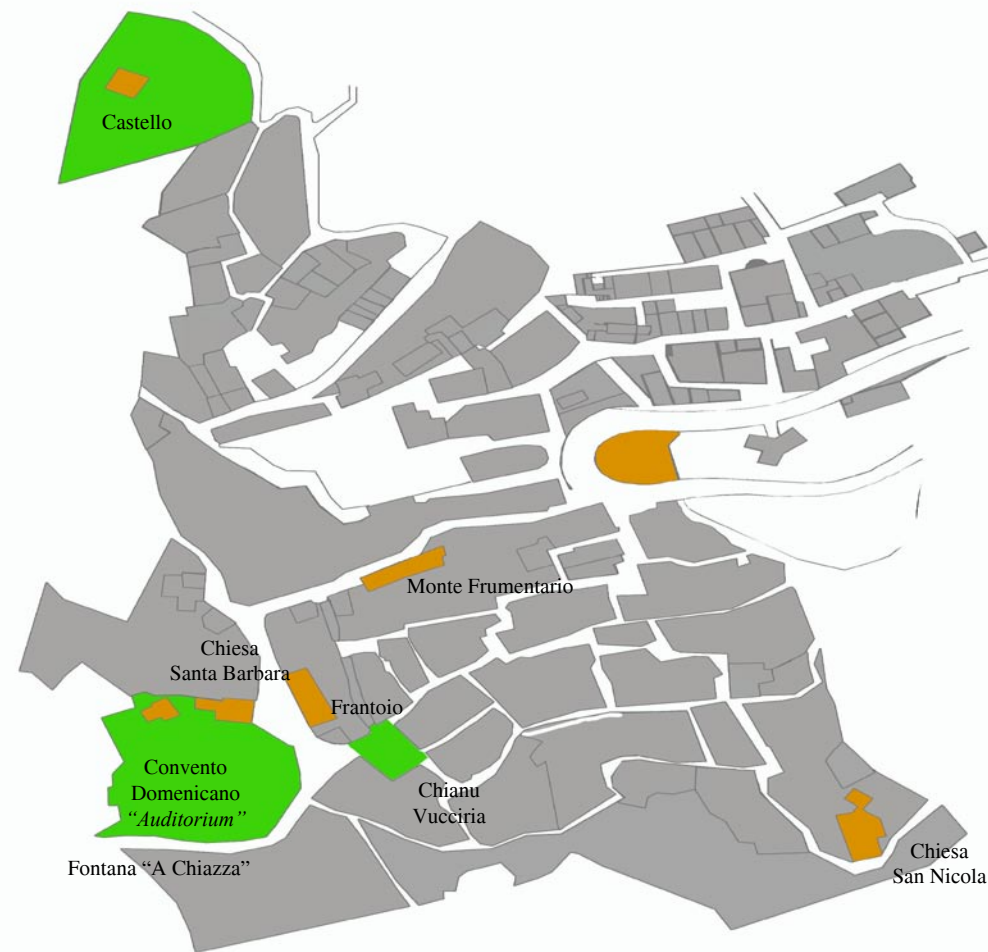 Castello
Monte Frumentario
Chiesa
Santa Barbara
Frantoio
Convento
Domenicano
“Auditorium”
Chianu
Vucciria
Fontana “A Chiazza”
Chiesa
San Nicola